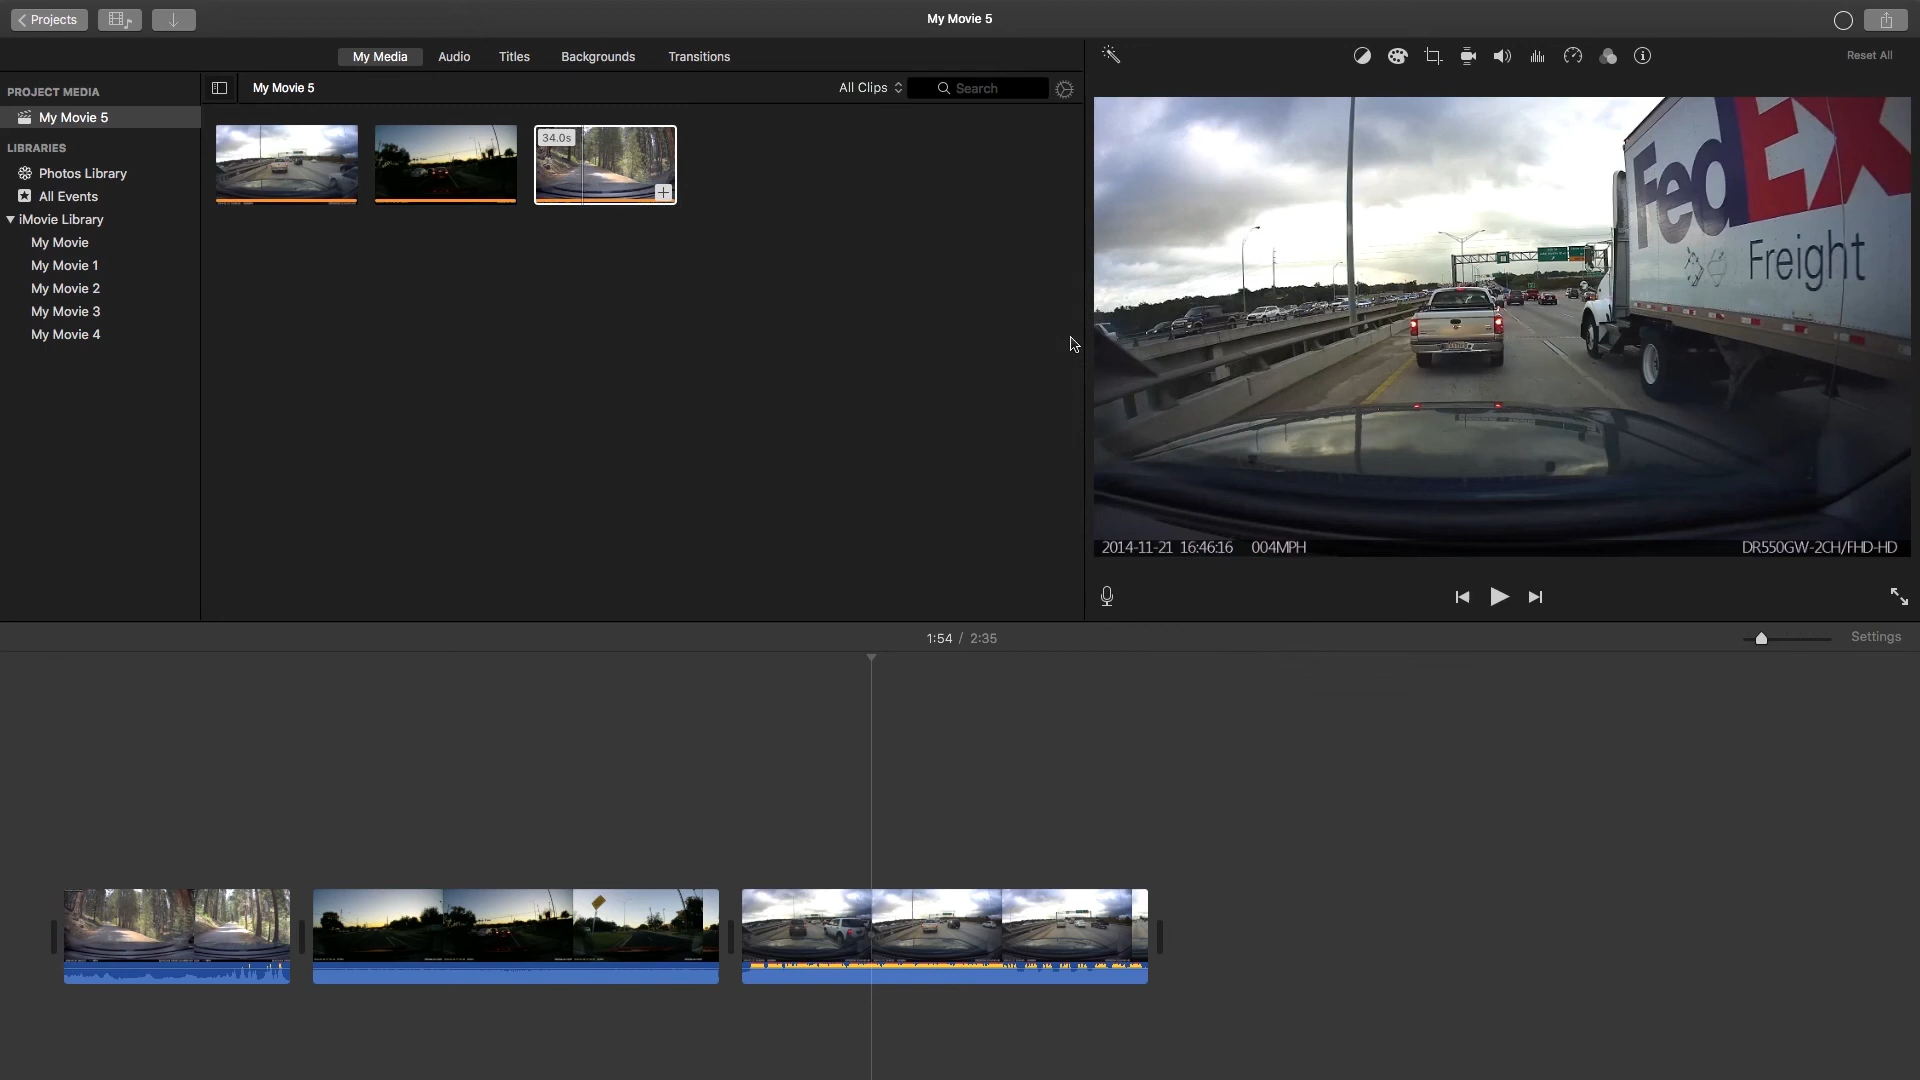 Projects
My Movie 5
My Media
Audio
Titles
Backgrounds
Transitions
Reset All
PROJECT MEDIA
My Movie 5
LIBRARIES
Photos Library
All Events
iMovie Library
My Movie
My Movie 1
My Movie 2
My Movie 3
My Movie 4
My Movie 5
All Clips
Search
34.0s
FedEx
Freight
2014-11-21 16:46:16 004MPH
DR550GW-2CH/FHD-HD
1:54 / 2:35
Settings